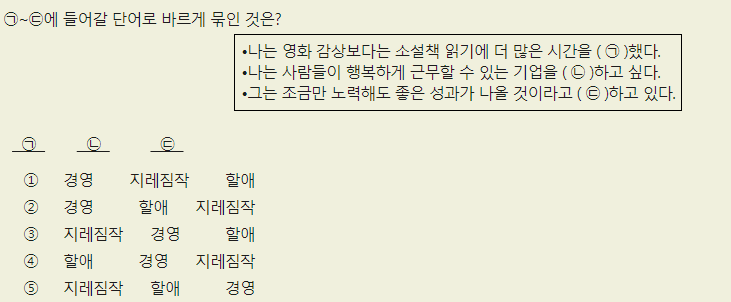 ㉠~㉢에 들어갈 단어로 바르게 묶인 것은?
•나는 영화 감상보다는 소설책 읽기에 더 많은 시간을 ( ㉠ )했다.
•나는 사람들이 행복하게 근무할 수 있는 기업을 ( ㉡ )하고 싶다.
•그는 조금만 노력해도 좋은 성과가 나올 것이라고 ( ㉢ )하고 있다.
㉠ ㉡ ㉢
① 경영 지레짐작 할애
② 경영 할애 지레짐작
③ 지레짐작 경영 할애
④ 할애 경영 지레짐작
⑤ 지레짐작 할애 경영